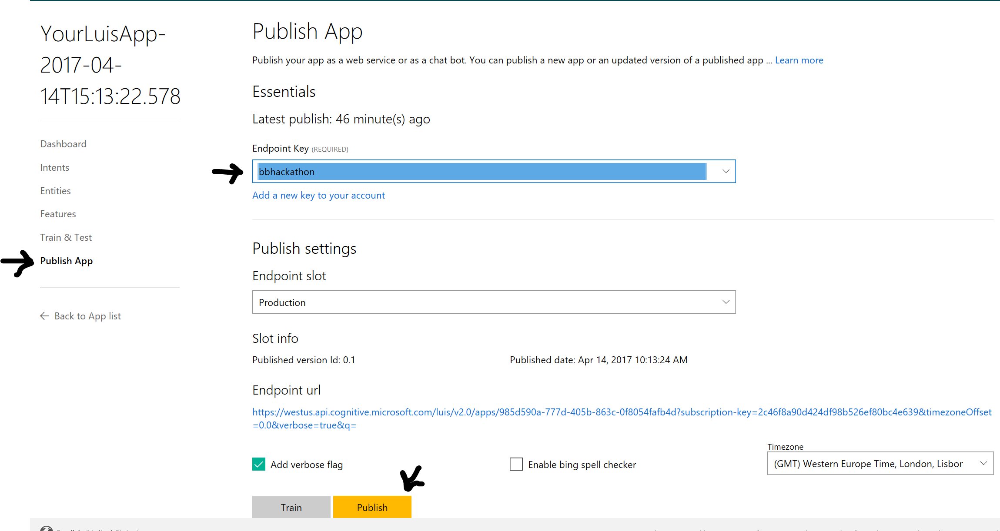 YourLuisApp-
2017-04-
14T15:13:22.578
Dashboard
Intents
Entities
Features
Train & Test
Publish App
Back to App list
Publish App
Publish your app as a web service or as a chat bot. You can publish a new app or an updated version of a published app ... Learn more
Essentials
Latest publish: 46 minute(s) ago
Endpoint Key (REQUIRED)
bbhackathon
Add a new key to your account
Publish settings
Endpoint slot
Production
Slot info
Published version Id: 0.1
Published date: Apr 14, 2017 10:13:24 AM
Endpoint url
https://westus.api.cognitive.microsoft.com/luis/v2.0/apps/985d590a-777d-405b-863c-0f8054fafb4d?subscription-key=2c46f8a90d424df98b526ef80bc4e639&timezoneOffset
=0.0&verbose=true&q=
Add verbose flag
Enable bing spell checker
Timezone
(GMT) Western Europe Time, London, Lisbor
Train
Publish